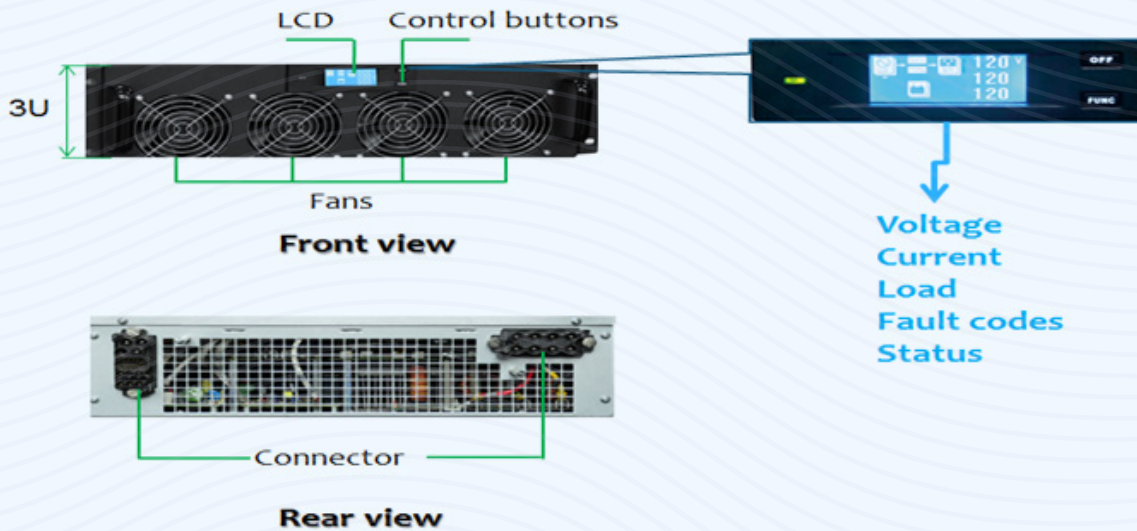 LCD
Control buttons
3U
Fans
Front view
120 V
120
120
OFF
FUNC
Voltage
Current
Load
Fault codes
Status
Connector
Rear view